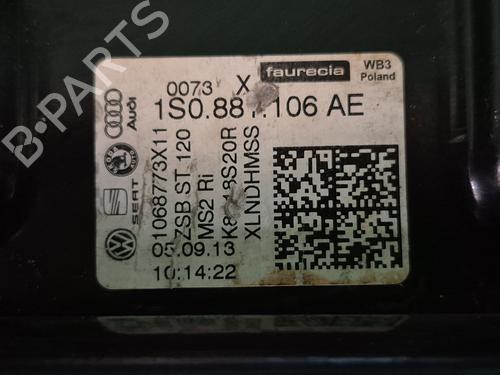 B-PARTS
0073 X faurecia WB3
Poland
1S0.881.106 AE
Audi
SEAT
01068773X11
ZSB.ST.120
MS2 Ri
XLNDHMSS
05.09.13
10:14:22